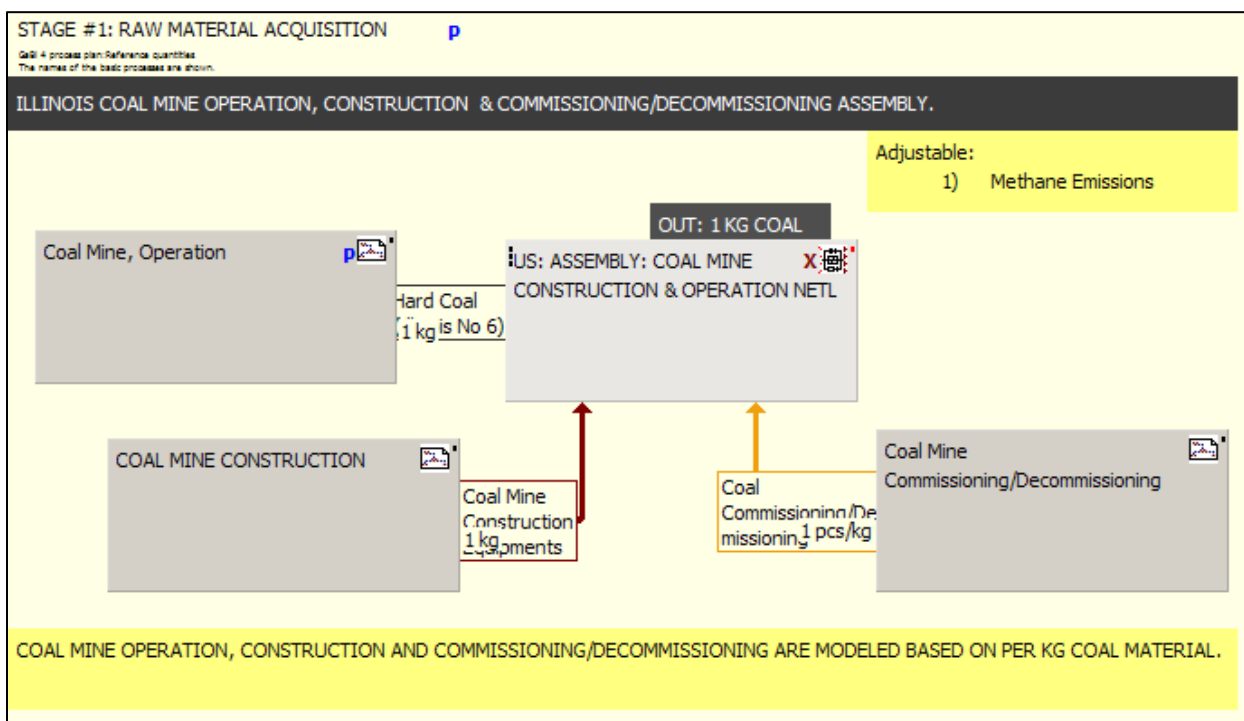 STAGE #1: RAW MATERIAL ACQUISITION p
GaBi 4 process plan:Reference quantities
The names of the basic processes are shown.
ILLINOIS COAL MINE OPERATION, CONSTRUCTION & COMMISSIONING/DECOMMISSIONING ASSEMBLY.
Adjustable:
1) Methane Emissions
OUT: 1 KG COAL
Coal Mine, Operation p
US: ASSEMBLY: COAL MINE X
CONSTRUCTION & OPERATION NETL
Hard Coal
1 kg is No 6)
COAL MINE CONSTRUCTION
Coal Mine
Construction
1 kg pments
Coal
Commissioning/De
missioning 1 pcs/kg
Coal Mine
Commissioning/Decommissioning
COAL MINE OPERATION, CONSTRUCTION AND COMMISSIONING/DECOMMISSIONING ARE MODELED BASED ON PER KG COAL MATERIAL.